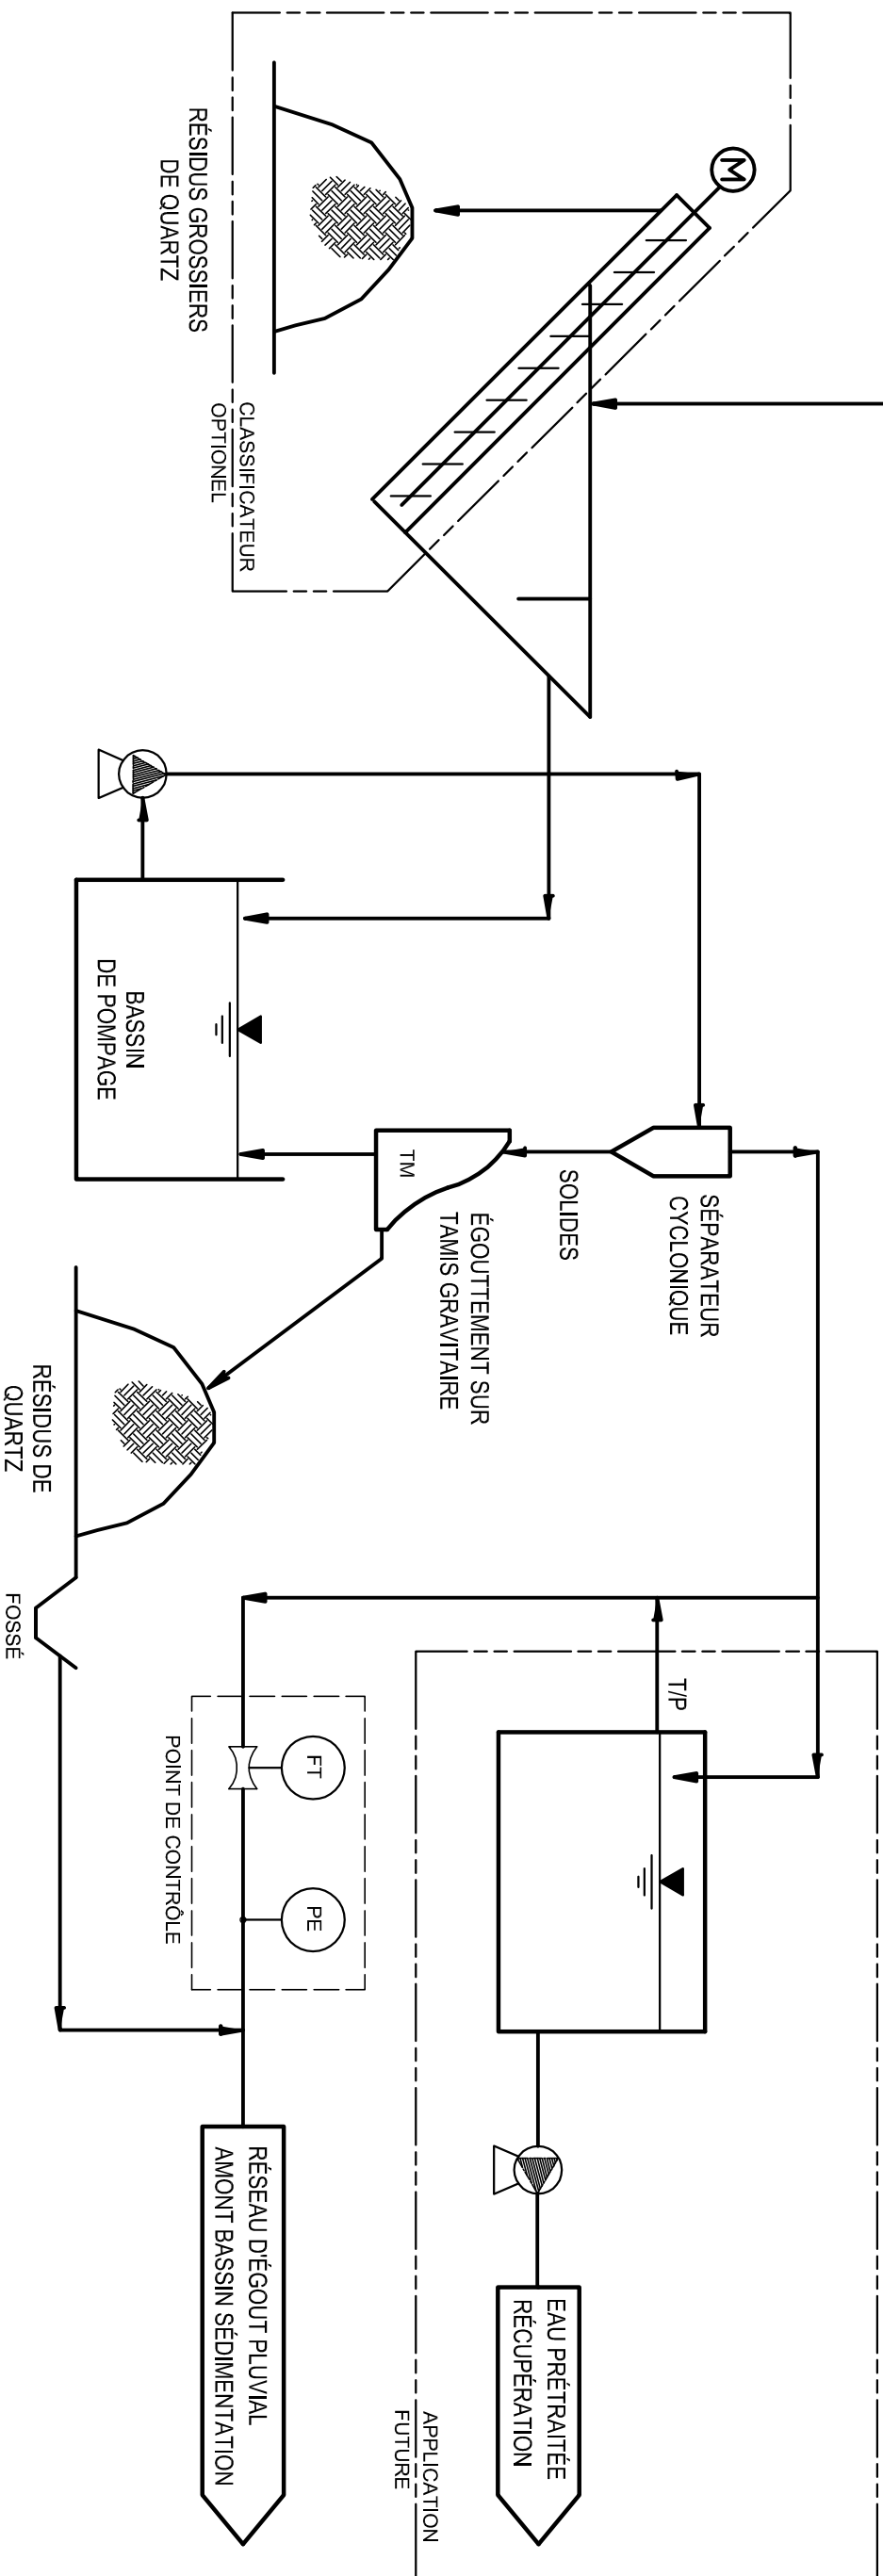 M
RÉSIDUS GROSSIERS
DE QUARTZ
CLASSIFICATEUR
OPTIONEL
BASSIN
DE POMPAGE
SÉPARATEUR
CYCLONIQUE
SOLIDES
ÉGOUTTEMENT SUR
TAMIS GRAVITAIRE
TM
RÉSIDUS DE
QUARTZ
FOSSÉ
T/P
FT
PE
POINT DE CONTRÔLE
EAU PRÉTRAITÉE
RÉCUPÉRATION
APPLICATION
FUTURE
RÉSEAU D'ÉGOUT PLUVIAL
AMONT BASSIN SÉDIMENTATION